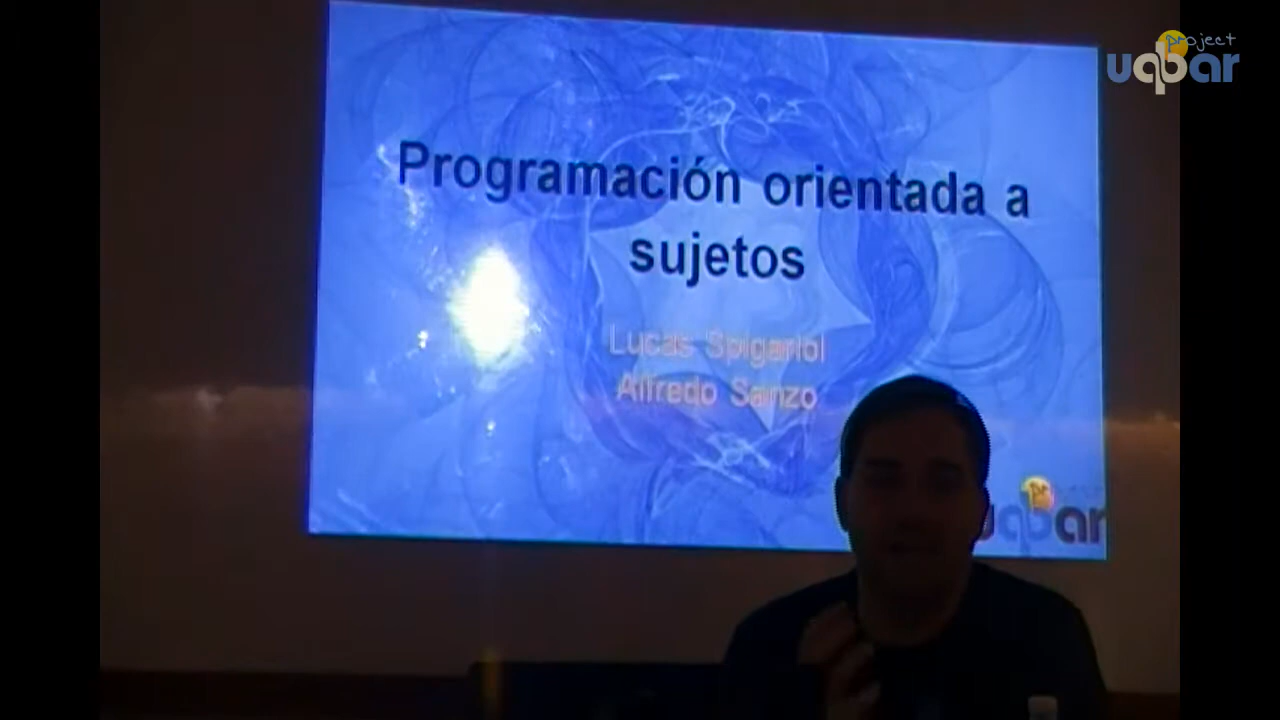 project
uqbar
Programación orientada a
sujetos
Lucas Spigariol
Alfredo Sanzo
uqbar